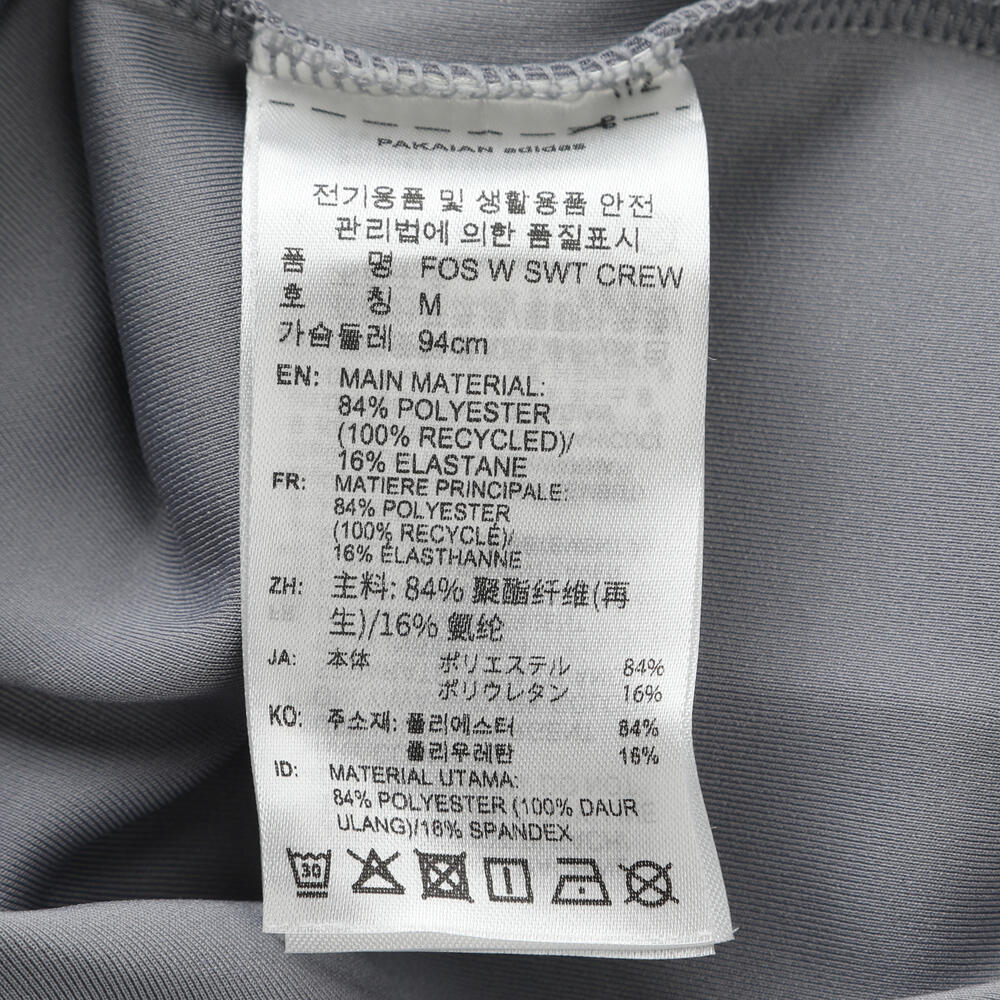 PAKAIAN adidas
전기용품 및 생활용품 안전
관리법에 의한 품질표시
품 명 FOS W SWT CREW
호 칭 M
가슴둘레 94cm
EN: MAIN MATERIAL:
84% POLYESTER
(100% RECYCLED)/
16% ELASTANE
FR: MATIERE PRINCIPALE:
84% POLYESTER
(100% RECYCLÉ)/
16% ÉLASTHANNE
ZH: 主料: 84% 聚酯纤维(再
生)/16% 氨纶
JA: 本体 ポリエステル 84%
ポリウレタン 16%
KO: 주소재: 폴리에스터 84%
폴리우레탄 16%
ID: MATERIAL UTAMA:
84% POLYESTER (100% DAUR
ULANG)/16% SPANDEX
30